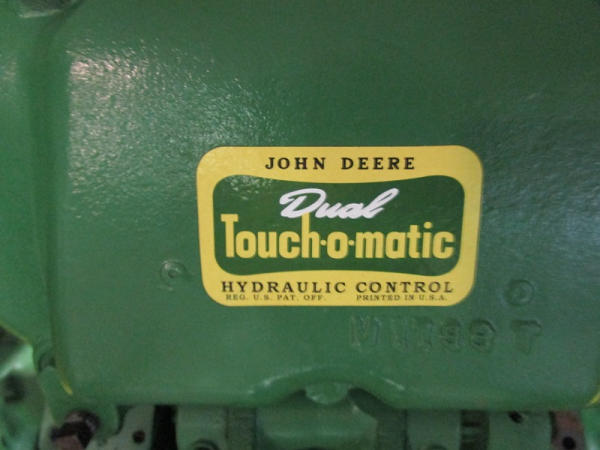 JOHN DEERE
Dual
Touch-o-matic
HYDRAULIC CONTROL
REG. U.S. PAT. OFF. PRINTED IN U.S.A.